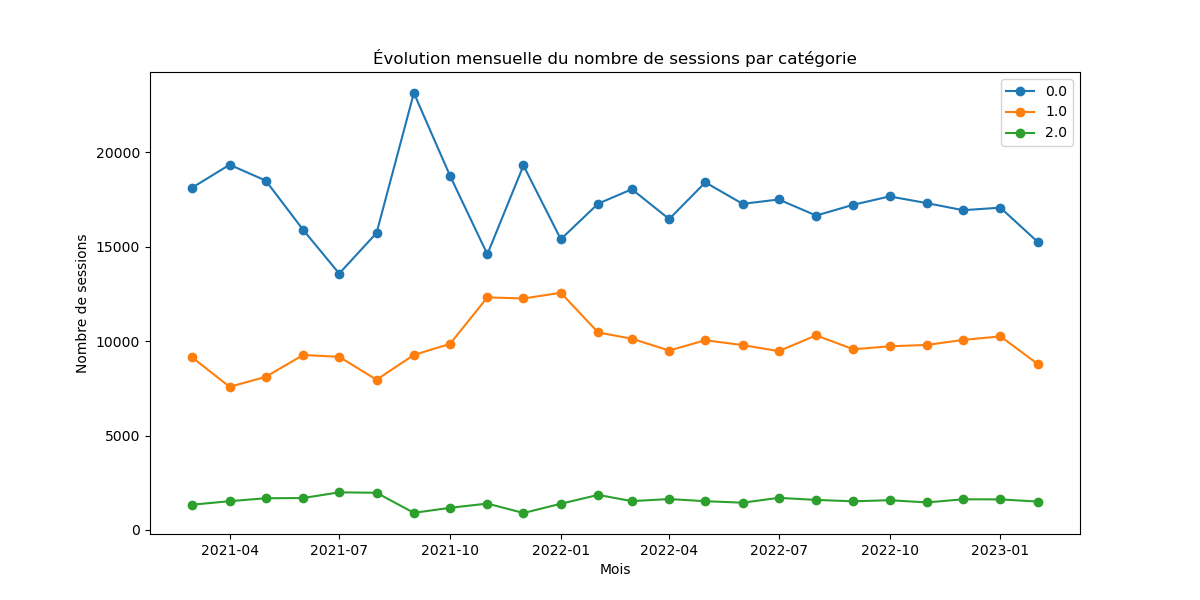 Évolution mensuelle du nombre de sessions par catégorie
0.0
1.0
2.0
Nombre de sessions
20000
15000
10000
5000
0
2021-04 2021-07 2021-10 2022-01 2022-04 2022-07 2022-10 2023-01
Mois